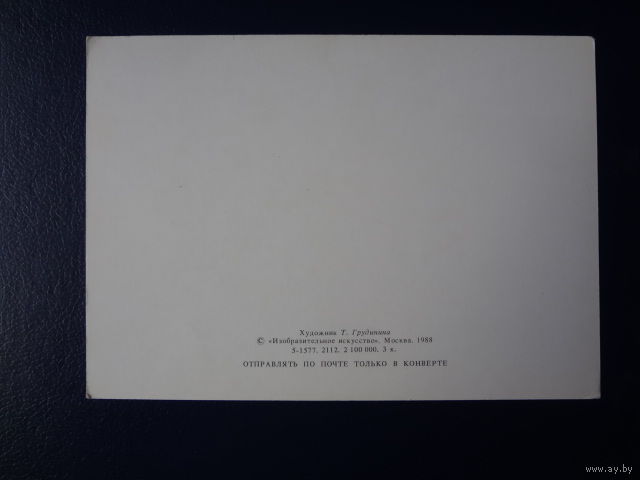 Художник Т. Грудинина
© «Изобразительное искусство». Москва. 1988
5-1577. 2112. 2 100 000. 3 к.
ОТПРАВЛЯТЬ ПО ПОЧТЕ ТОЛЬКО В КОНВЕРТЕ
www.ay.by